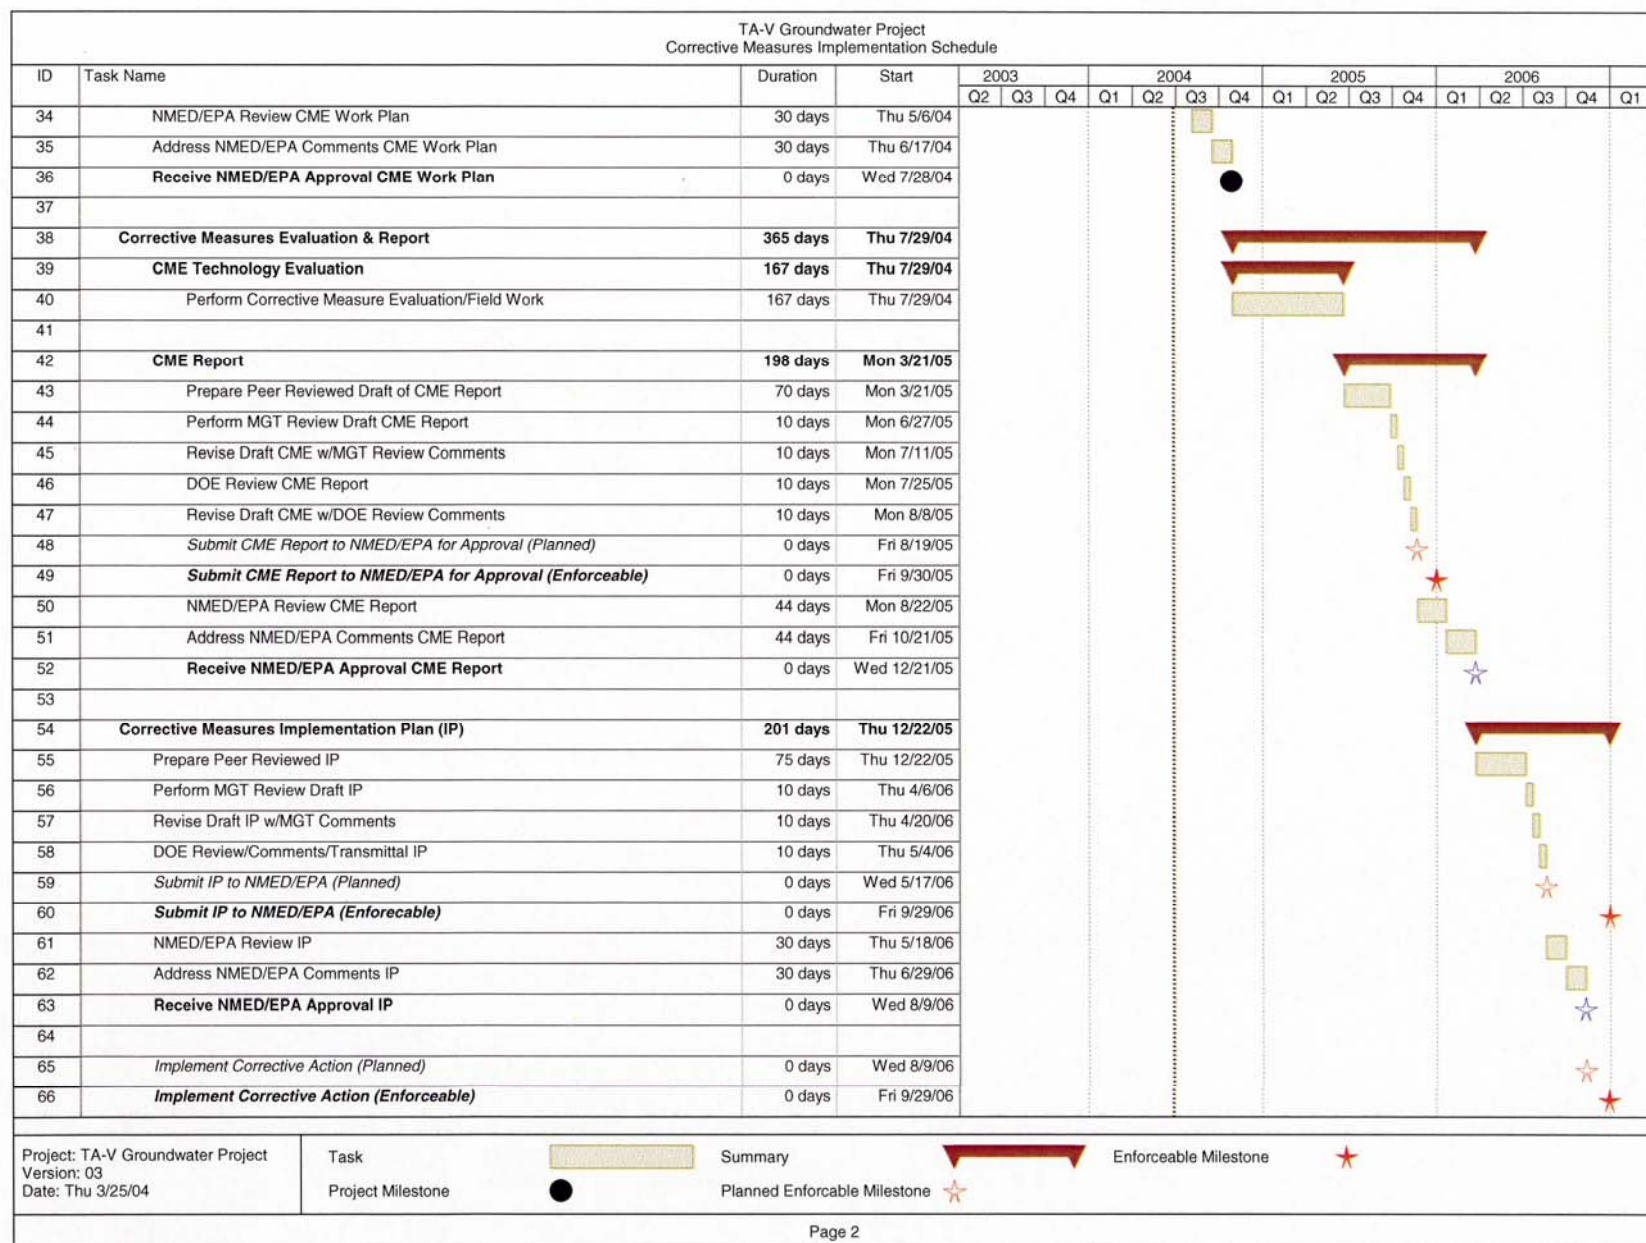 TA-V Groundwater Project
Corrective Measures Implementation Schedule
ID Task Name Duration Start 2003 2004 2005 2006
Q2 Q3 Q4 Q1 Q2 Q3 Q4 Q1 Q2 Q3 Q4 Q1 Q2 Q3 Q4 Q1
34 NMED/EPA Review CME Work Plan 30 days Thu 5/6/04
35 Address NMED/EPA Comments CME Work Plan 30 days Thu 6/17/04
36 Receive NMED/EPA Approval CME Work Plan 0 days Wed 7/28/04
37
38 Corrective Measures Evaluation & Report 365 days Thu 7/29/04
39 CME Technology Evaluation 167 days Thu 7/29/04
40 Perform Corrective Measure Evaluation/Field Work 167 days Thu 7/29/04
41
42 CME Report 198 days Mon 3/21/05
43 Prepare Peer Reviewed Draft of CME Report 70 days Mon 3/21/05
44 Perform MGT Review Draft CME Report 10 days Mon 6/27/05
45 Revise Draft CME w/MGT Review Comments 10 days Mon 7/11/05
46 DOE Review CME Report 10 days Mon 7/25/05
47 Revise Draft CME w/DOE Review Comments 10 days Mon 8/8/05
48 Submit CME Report to NMED/EPA for Approval (Planned) 0 days Fri 8/19/05
49 Submit CME Report to NMED/EPA for Approval (Enforceable) 0 days Fri 9/30/05
50 NMED/EPA Review CME Report 44 days Mon 8/22/05
51 Address NMED/EPA Comments CME Report 44 days Fri 10/21/05
52 Receive NMED/EPA Approval CME Report 0 days Wed 12/21/05
53
54 Corrective Measures Implementation Plan (IP) 201 days Thu 12/22/05
55 Prepare Peer Reviewed IP 75 days Thu 12/22/05
56 Perform MGT Review Draft IP 10 days Thu 4/6/06
57 Revise Draft IP w/MGT Comments 10 days Thu 4/20/06
58 DOE Review/Comments/Transmittal IP 10 days Thu 5/4/06
59 Submit IP to NMED/EPA (Planned) 0 days Wed 5/17/06
60 Submit IP to NMED/EPA (Enforecable) 0 days Fri 9/29/06
61 NMED/EPA Review IP 30 days Thu 5/18/06
62 Address NMED/EPA Comments IP 30 days Thu 6/29/06
63 Receive NMED/EPA Approval IP 0 days Wed 8/9/06
64
65 Implement Corrective Action (Planned) 0 days Wed 8/9/06
66 Implement Corrective Action (Enforceable) 0 days Fri 9/29/06
Project: TA-V Groundwater Project
Version: 03
Date: Thu 3/25/04
Task Summary Enforceable Milestone
Project Milestone Planned Enforcable Milestone
Page 2